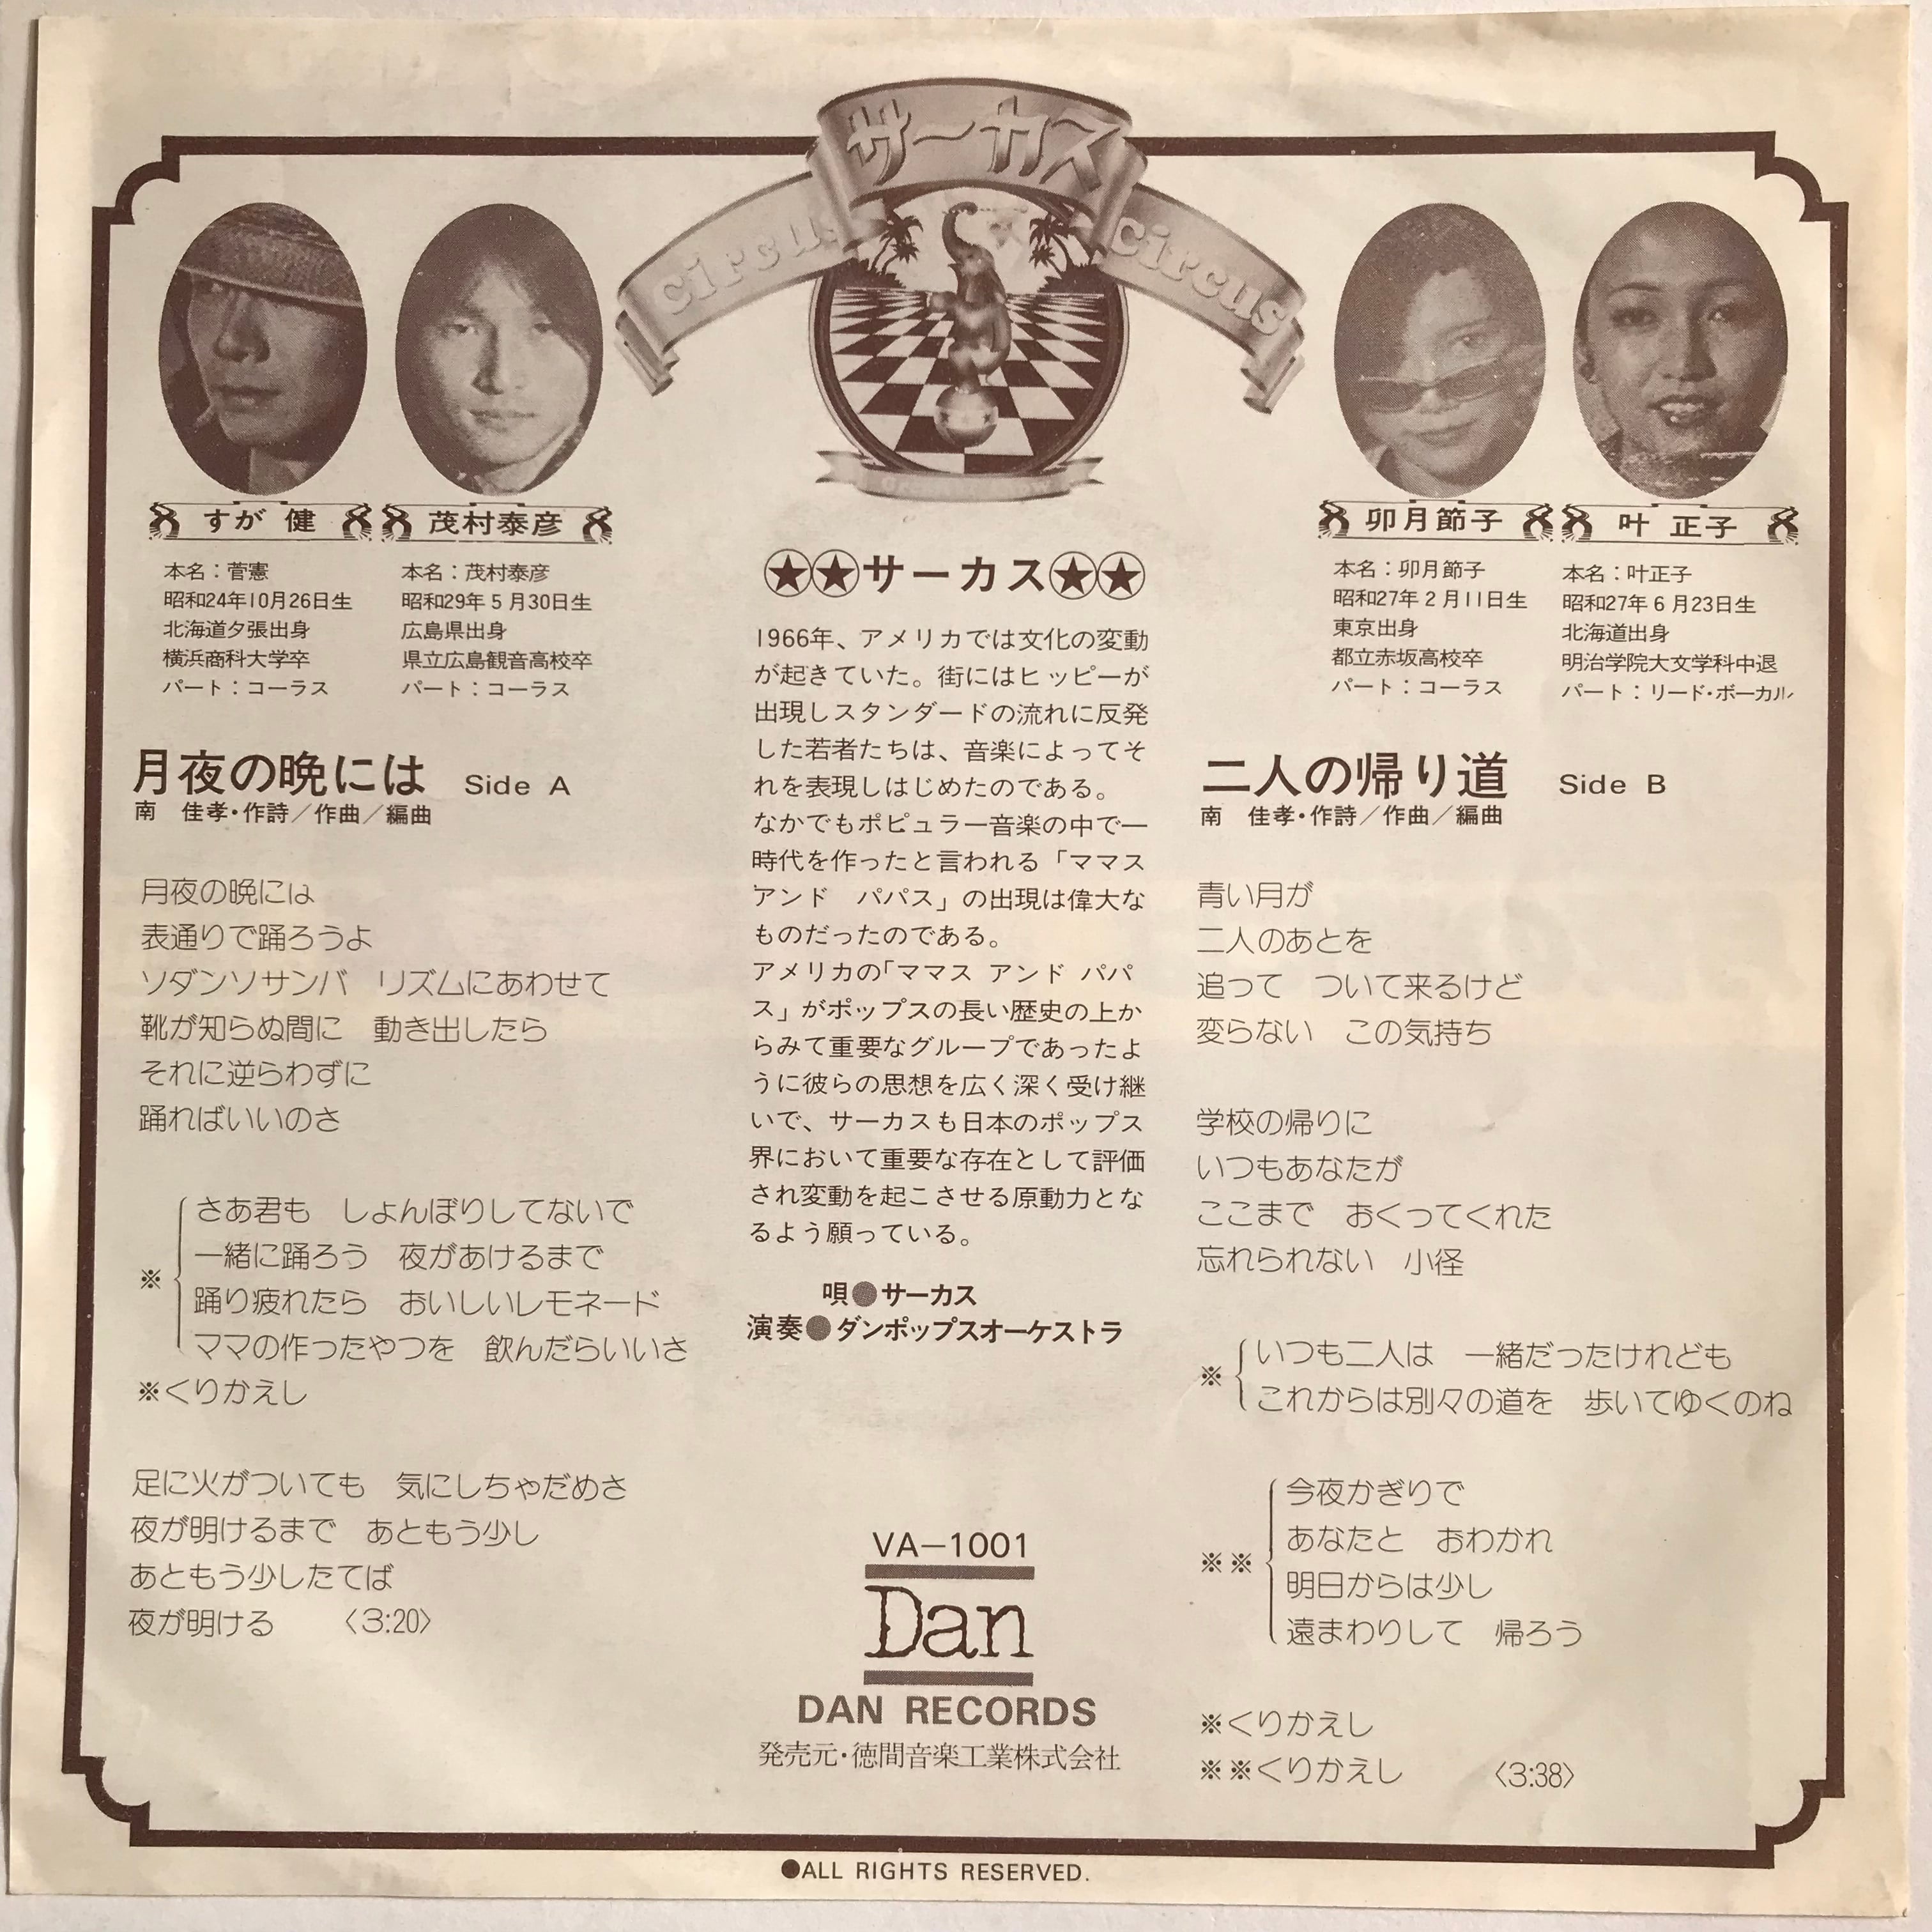 サーカス
circus
circus
すが 健
本名：菅憲
昭和24年10月26日生
北海道夕張出身
横浜商科大学卒
パート：コーラス
茂村泰彦
本名：茂村泰彦
昭和29年5月30日生
広島県出身
県立広島観音高校卒
パート：コーラス
卯月節子
本名：卯月節子
昭和27年2月11日生
東京出身
都立赤坂高校卒
パート：コーラス
叶 正子
本名：叶正子
昭和27年6月23日生
北海道出身
明治学院大文学科中退
パート：リード・ボーカル
月夜の晩には Side A
南 佳孝・作詩／作曲／編曲
月夜の晩には
表通りで踊ろうよ
ソダンソサンバ リズムにあわせて
靴が知らぬ間に 動き出したら
それに逆らわずに
踊ればいいのさ
さあ君も しょんぼりしてないで
一緒に踊ろう 夜があけるまで
※ 踊り疲れたら おいしいレモネード
ママの作ったやつを 飲んだらいいさ
※くりかえし
足に火がついても 気にしちゃだめさ
夜が明けるまで あともう少し
あともう少したてば
夜が明ける 〈3:20〉
★★サーカス★★
1966年、アメリカでは文化の変動
が起きていた。街にはヒッピーが
出現しスタンダードの流れに反発
した若者たちは、音楽によってそ
れを表現しはじめたのである。
なかでもポピュラー音楽の中で一
時代を作ったと言われる「ママス
アンド パパス」の出現は偉大な
ものだったのである。
アメリカの「ママス アンド パパ
ス」がポップスの長い歴史の上か
らみて重要なグループであったよ
うに彼らの思想を広く深く受け継
いで、サーカスも日本のポップス
界において重要な存在として評価
され変動を起こさせる原動力とな
るよう願っている。
唄●サーカス
演奏●ダンポップスオーケストラ
VA-1001
Dan
DAN RECORDS
発売元・徳間音楽工業株式会社
二人の帰り道 Side B
南 佳孝・作詩／作曲／編曲
青い月が
二人のあとを
追って ついて来るけど
変らない この気持ち
学校の帰りに
いつもあなたが
ここまで おくってくれた
忘れられない 小径
※ いつも二人は 一緒だったけれども
これからは別々の道を 歩いてゆくのね
今夜かぎりで
あなたと おわかれ
※※ 明日からは少し
遠まわりして 帰ろう
※くりかえし
※※くりかえし 〈3:38〉
●ALL RIGHTS RESERVED.